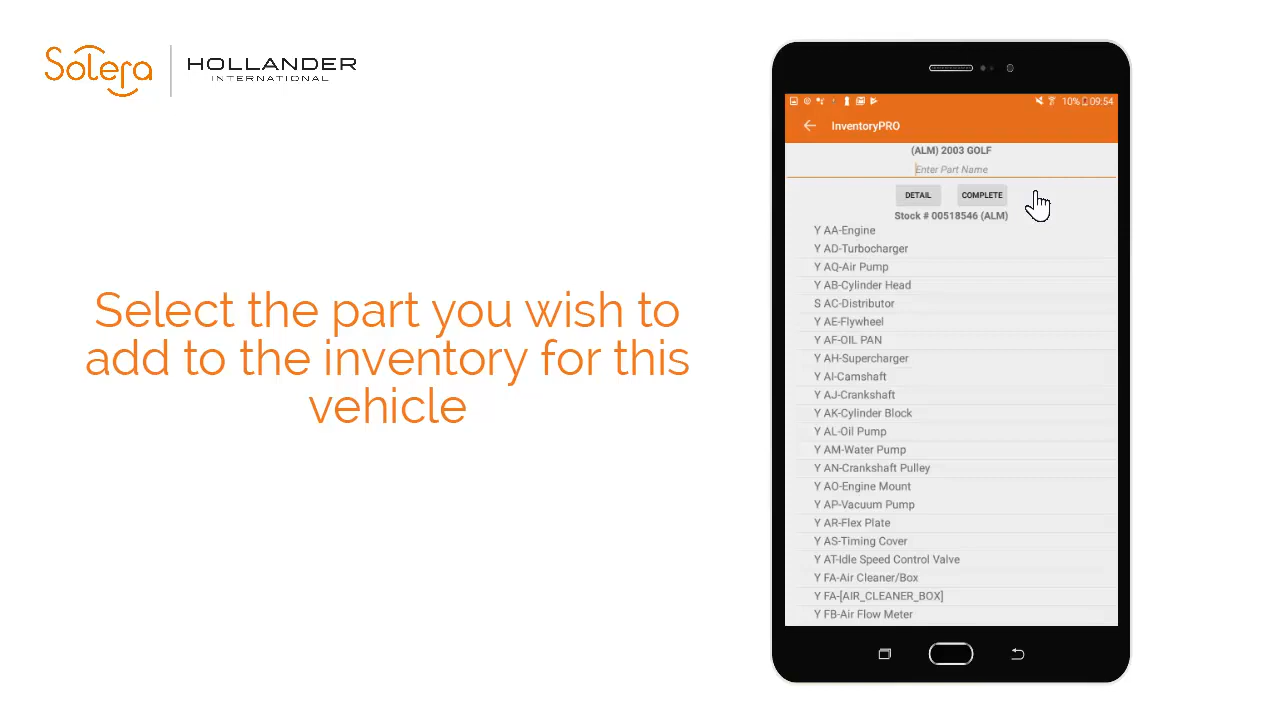 Solera
HOLLANDER
INTERNATIONAL
Select the part you wish to
add to the inventory for this
vehicle
10% 09:54
InventoryPRO
(ALM) 2003 GOLF
Enter Part Name
DETAIL COMPLETE
Stock # 00518546 (ALM)
Y AA-Engine
Y AD-Turbocharger
Y AQ-Air Pump
Y AB-Cylinder Head
S AC-Distributor
Y AE-Flywheel
Y AF-OIL PAN
Y AH-Supercharger
Y AI-Camshaft
Y AJ-Crankshaft
Y AK-Cylinder Block
Y AL-Oil Pump
Y AM-Water Pump
Y AN-Crankshaft Pulley
Y AO-Engine Mount
Y AP-Vacuum Pump
Y AR-Flex Plate
Y AS-Timing Cover
Y AT-Idle Speed Control Valve
Y FA-Air Cleaner/Box
Y FA-[AIR_CLEANER_BOX]
Y FB-Air Flow Meter